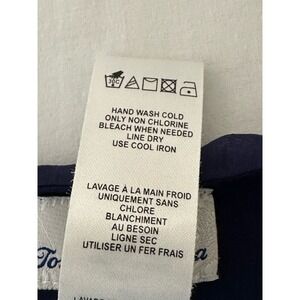 30C
HAND WASH COLD
ONLY NON CHLORINE
BLEACH WHEN NEEDED
LINE DRY
USE COOL IRON
LAVAGE À LA MAIN FROID
UNIQUEMENT SANS
CHLORE
BLANCHIMENT
AU BESOIN
LIGNE SEC
UTILISER UN FER FRAIS